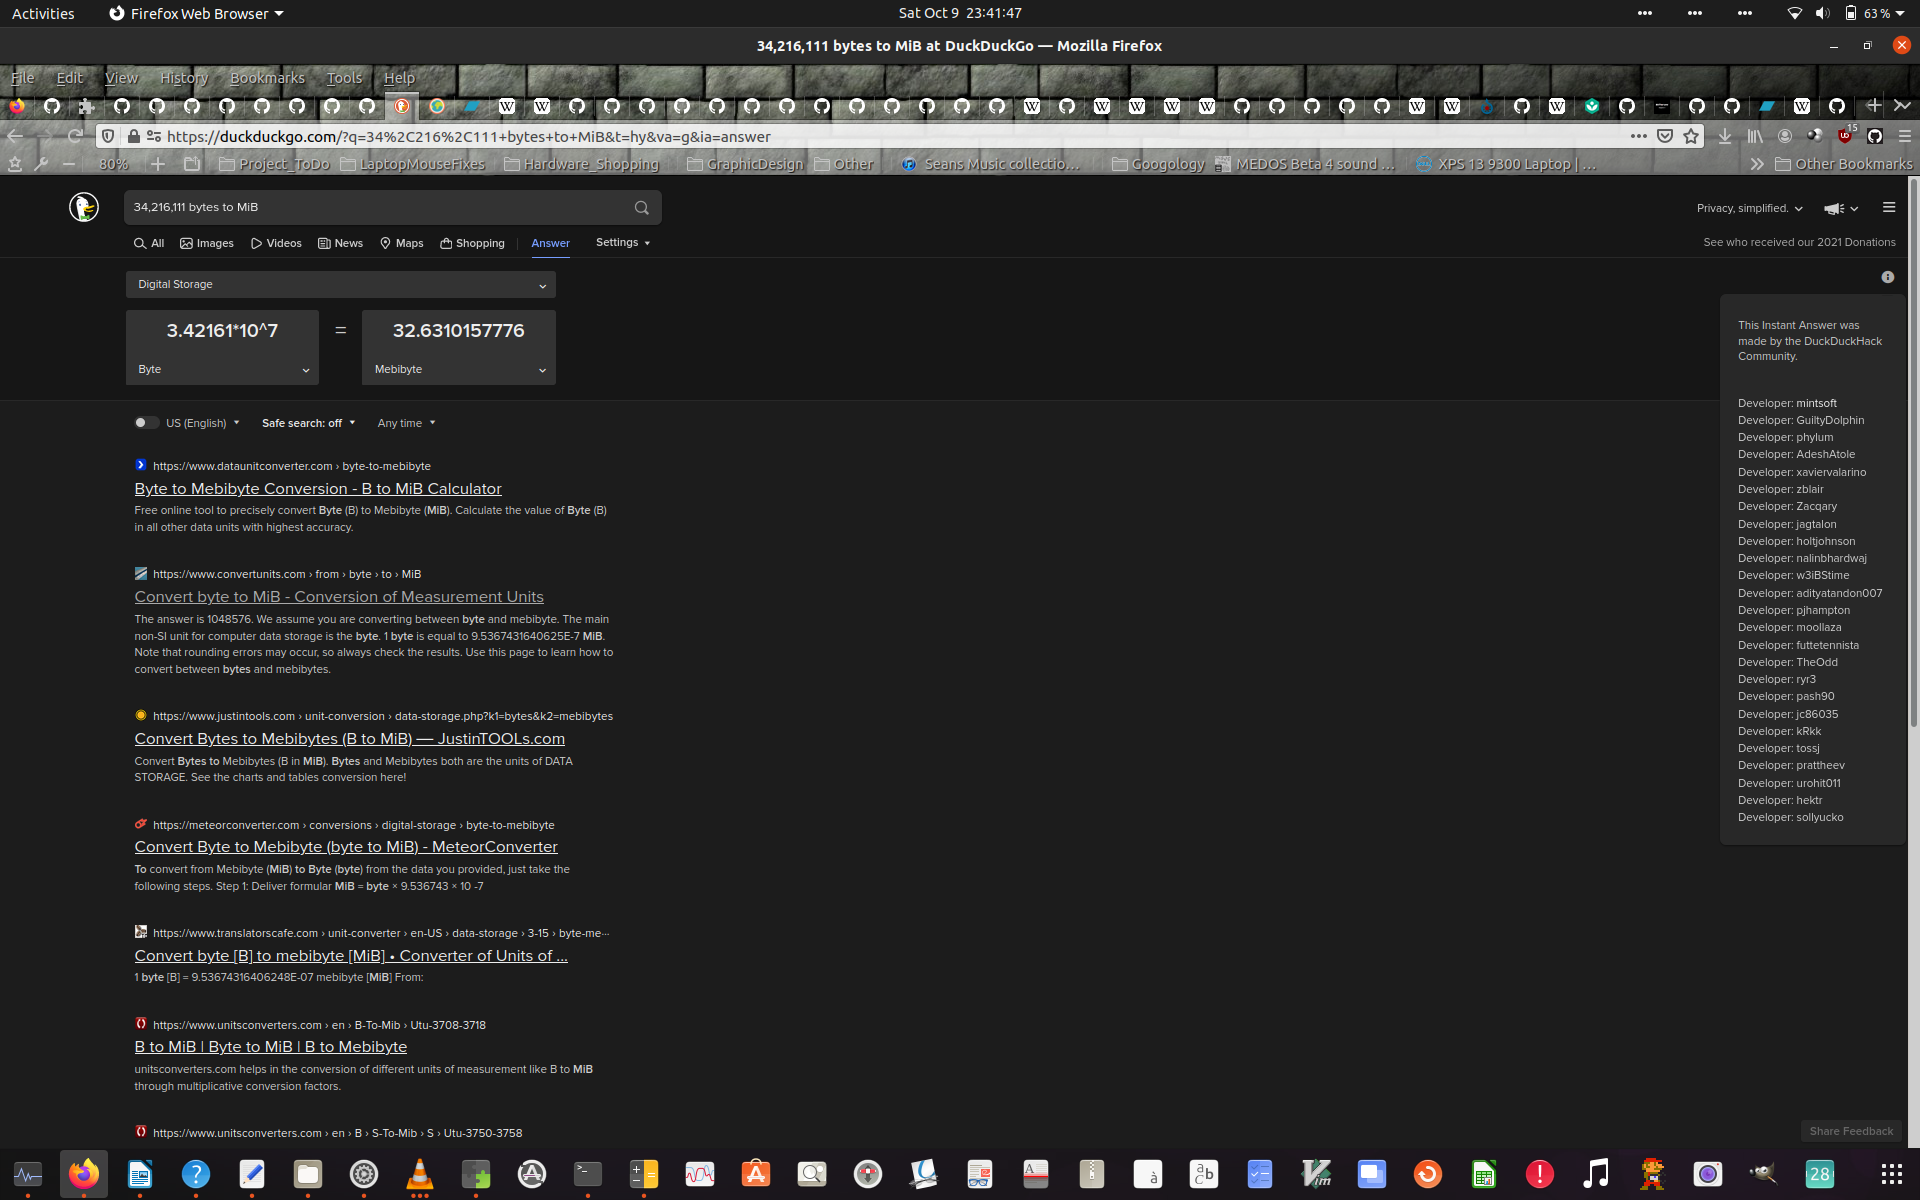 Activities
Firefox Web Browser
Sat Oct 9 23:41:47
63 %
34,216,111 bytes to MiB at DuckDuckGo — Mozilla Firefox
File Edit View History Bookmarks Tools Help
https://duckduckgo.com/?q=34%2C216%2C111+bytes+to+MiB&t=hy&va=g&ia=answer
15
80%
Project_ToDo
LaptopMouseFixes
Hardware_Shopping
GraphicDesign
Other
Seans Music collectio…
Googology
MEDOS Beta 4 sound …
XPS 13 9300 Laptop | …
Other Bookmarks
34,216,111 bytes to MiB
Privacy, simplified.
All Images Videos News Maps Shopping Answer Settings
See who received our 2021 Donations
Digital Storage
3.42161*10^7 = 32.6310157776
Byte Mebibyte
This Instant Answer was
made by the DuckDuckHack
Community.
Developer: mintsoft
Developer: GuiltyDolphin
Developer: phylum
Developer: AdeshAtole
Developer: xaviervalarino
Developer: zblair
Developer: Zacqary
Developer: jagtalon
Developer: holtjohnson
Developer: nalinbhardwaj
Developer: w3iBStime
Developer: adityatandon007
Developer: pjhampton
Developer: moollaza
Developer: futtetennista
Developer: TheOdd
Developer: ryr3
Developer: pash90
Developer: jc86035
Developer: kRkk
Developer: tossj
Developer: prattheev
Developer: urohit011
Developer: hektr
Developer: sollyucko
US (English) Safe search: off Any time
https://www.dataunitconverter.com › byte-to-mebibyte
Byte to Mebibyte Conversion - B to MiB Calculator
Free online tool to precisely convert Byte (B) to Mebibyte (MiB). Calculate the value of Byte (B)
in all other data units with highest accuracy.
https://www.convertunits.com › from › byte › to › MiB
Convert byte to MiB - Conversion of Measurement Units
The answer is 1048576. We assume you are converting between byte and mebibyte. The main
non-SI unit for computer data storage is the byte. 1 byte is equal to 9.5367431640625E-7 MiB.
Note that rounding errors may occur, so always check the results. Use this page to learn how to
convert between bytes and mebibytes.
https://www.justintools.com › unit-conversion › data-storage.php?k1=bytes&k2=mebibytes
Convert Bytes to Mebibytes (B to MiB) — JustinTOOLs.com
Convert Bytes to Mebibytes (B in MiB). Bytes and Mebibytes both are the units of DATA
STORAGE. See the charts and tables conversion here!
https://meteorconverter.com › conversions › digital-storage › byte-to-mebibyte
Convert Byte to Mebibyte (byte to MiB) - MeteorConverter
To convert from Mebibyte (MiB) to Byte (byte) from the data you provided, just take the
following steps. Step 1: Deliver formular MiB = byte × 9.536743 × 10 -7
https://www.translatorscafe.com › unit-converter › en-US › data-storage › 3-15 › byte-me…
Convert byte [B] to mebibyte [MiB] • Converter of Units of ...
1 byte [B] = 9.53674316406248E-07 mebibyte [MiB] From:
https://www.unitsconverters.com › en › B-To-Mib › Utu-3708-3718
B to MiB | Byte to MiB | B to Mebibyte
unitsconverters.com helps in the conversion of different units of measurement like B to MiB
through multiplicative conversion factors.
https://www.unitsconverters.com › en › B › S-To-Mib › S › Utu-3750-3758
Share Feedback
28